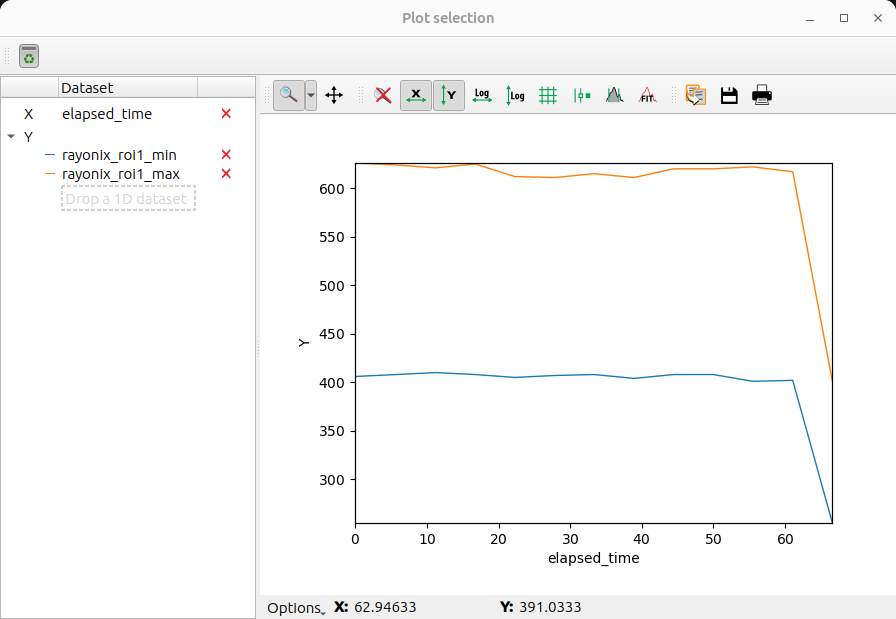 Plot selection
Dataset
X elapsed_time
Y
rayonix_roi1_min
rayonix_roi1_max
Drop a 1D dataset
X Y Log Log FIT
600
550
500
450
400
350
300
Y
0 10 20 30 40 50 60
elapsed_time
Options X: 62.94633 Y: 391.0333